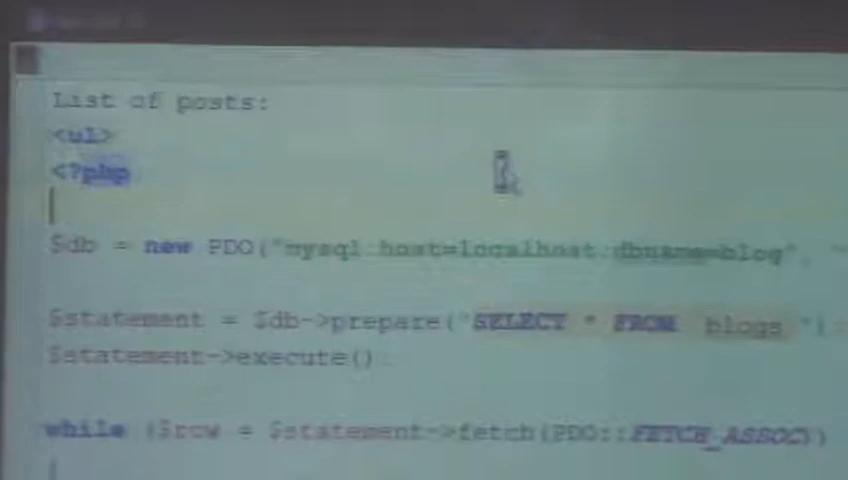 List of posts:
<ul>
<?php
$db = new PDO("mysql:host=localhost;dbname=blog", "
$statement = $db->prepare("SELECT * FROM blogs ");
$statement->execute();
while ($row = $statement->fetch(PDO::FETCH_ASSOC))